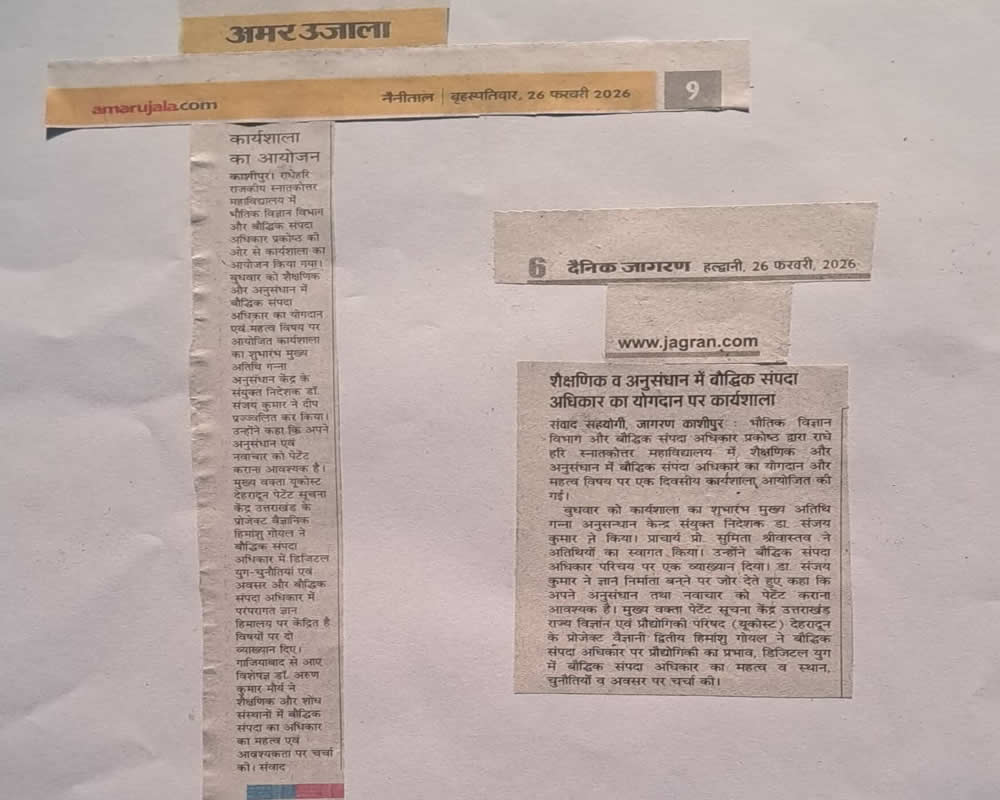 अमर उजाला
amarujala.com
नैनीताल | बृहस्पतिवार, 26 फरवरी 2026
9
कार्यशाला
का आयोजन
काशीपुर। राधेहरि
राजकीय स्नातकोत्तर
महाविद्यालय में
भौतिक विज्ञान विभाग
और बौद्धिक संपदा
अधिकार प्रकोष्ठ की
ओर से कार्यशाला का
आयोजन किया गया।
बुधवार को शैक्षणिक
और अनुसंधान में
बौद्धिक संपदा
अधिकार का योगदान
एवं महत्व विषय पर
आयोजित कार्यशाला
का शुभारंभ मुख्य
अतिथि गन्ना
अनुसंधान केंद्र के
संयुक्त निदेशक डॉ.
संजय कुमार ने दीप
प्रज्ज्वलित कर किया।
उन्होंने कहा कि अपने
अनुसंधान एवं
नवाचार को पेटेंट
कराना आवश्यक है।
मुख्य वक्ता यूकोस्ट
देहरादून पेटेंट सूचना
केंद्र उत्तराखंड के
प्रोजेक्ट वैज्ञानिक
हिमांशु गोयल ने
बौद्धिक संपदा
अधिकार में डिजिटल
युग-चुनौतियां एवं
अवसर और बौद्धिक
संपदा अधिकार में
परंपरागत ज्ञान
हिमालय पर केंद्रित है
विषयों पर दो
व्याख्यान दिए।
गाजियाबाद से आए
विशेषज्ञ डॉ. अरुण
कुमार मौर्य ने
शैक्षणिक और शोध
संस्थानों में बौद्धिक
संपदा का अधिकार
का महत्व एवं
आवश्यकता पर चर्चा
की। संवाद
6 दैनिक जागरण हल्द्वानी, 26 फरवरी, 2026
www.jagran.com
शैक्षणिक व अनुसंधान में बौद्धिक संपदा
अधिकार का योगदान पर कार्यशाला
संवाद सहयोगी, जागरण काशीपुर : भौतिक विज्ञान
विभाग और बौद्धिक संपदा अधिकार प्रकोष्ठ द्वारा राधे
हरि स्नातकोत्तर महाविद्यालय में शैक्षणिक और
अनुसंधान में बौद्धिक संपदा अधिकार का योगदान और
महत्व विषय पर एक दिवसीय कार्यशाला आयोजित की
गई।
बुधवार को कार्यशाला का शुभारंभ मुख्य अतिथि
गन्ना अनुसन्धान केन्द्र संयुक्त निदेशक डा. संजय
कुमार ने किया। प्राचार्य प्रो. सुमिता श्रीवास्तव ने
अतिथियों का स्वागत किया। उन्होंने बौद्धिक संपदा
अधिकार परिचय पर एक व्याख्यान दिया। डा. संजय
कुमार ने ज्ञान निर्माता बनने पर जोर देते हुए कहा कि
अपने अनुसंधान तथा नवाचार को पेटेंट कराना
आवश्यक है। मुख्य वक्ता पेटेंट सूचना केंद्र उत्तराखंड
राज्य विज्ञान एवं प्रौद्योगिकी परिषद (यूकोस्ट) देहरादून
के प्रोजेक्ट वैज्ञानी द्वितीय हिमांशु गोयल ने बौद्धिक
संपदा अधिकार पर प्रौद्योगिकी का प्रभाव, डिजिटल युग
में बौद्धिक संपदा अधिकार का महत्व व स्थान,
चुनौतियों व अवसर पर चर्चा की।